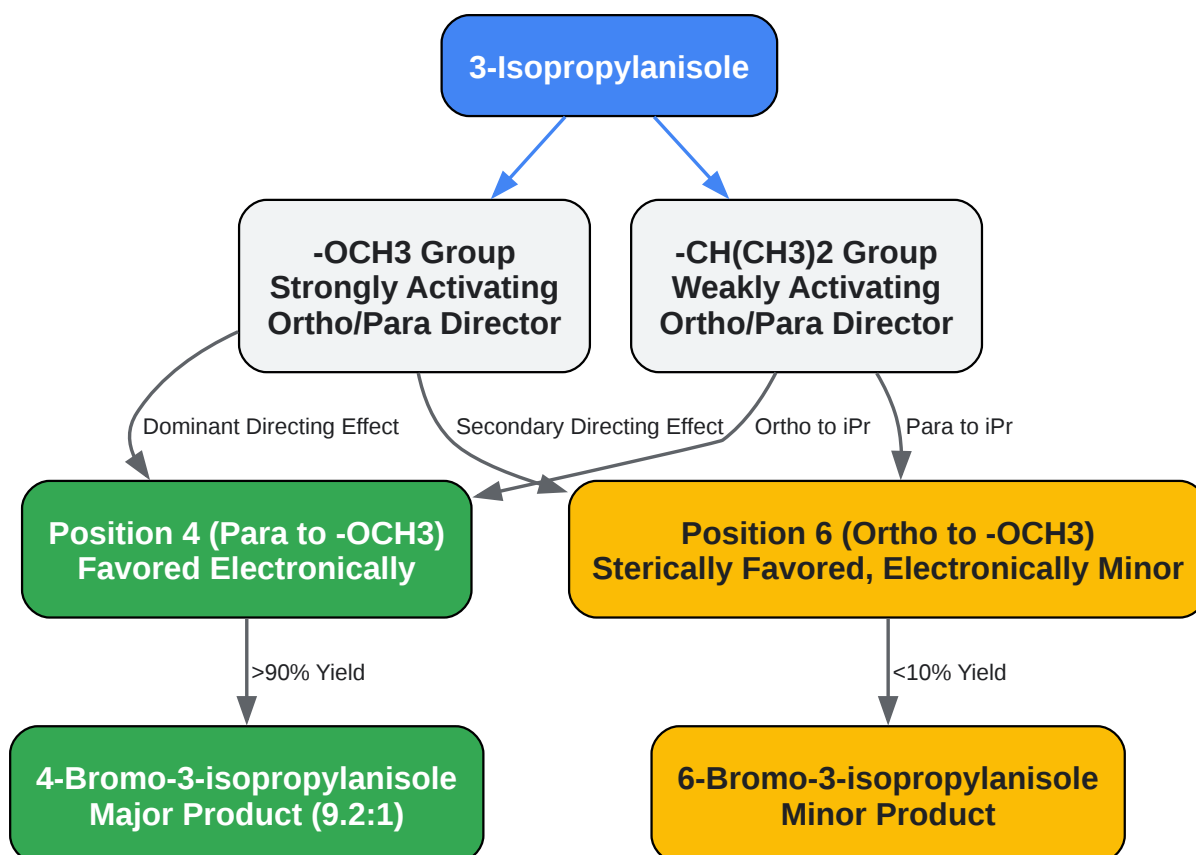 3-Isopropylanisole
-OCH3 Group
Strongly Activating
Ortho/Para Director
-CH(CH3)2 Group
Weakly Activating
Ortho/Para Director
Dominant Directing Effect
Secondary Directing Effect
Ortho to iPr
Para to iPr
Position 4 (Para to -OCH3)
Favored Electronically
Position 6 (Ortho to -OCH3)
Sterically Favored, Electronically Minor
>90% Yield
<10% Yield
4-Bromo-3-isopropylanisole
Major Product (9.2:1)
6-Bromo-3-isopropylanisole
Minor Product